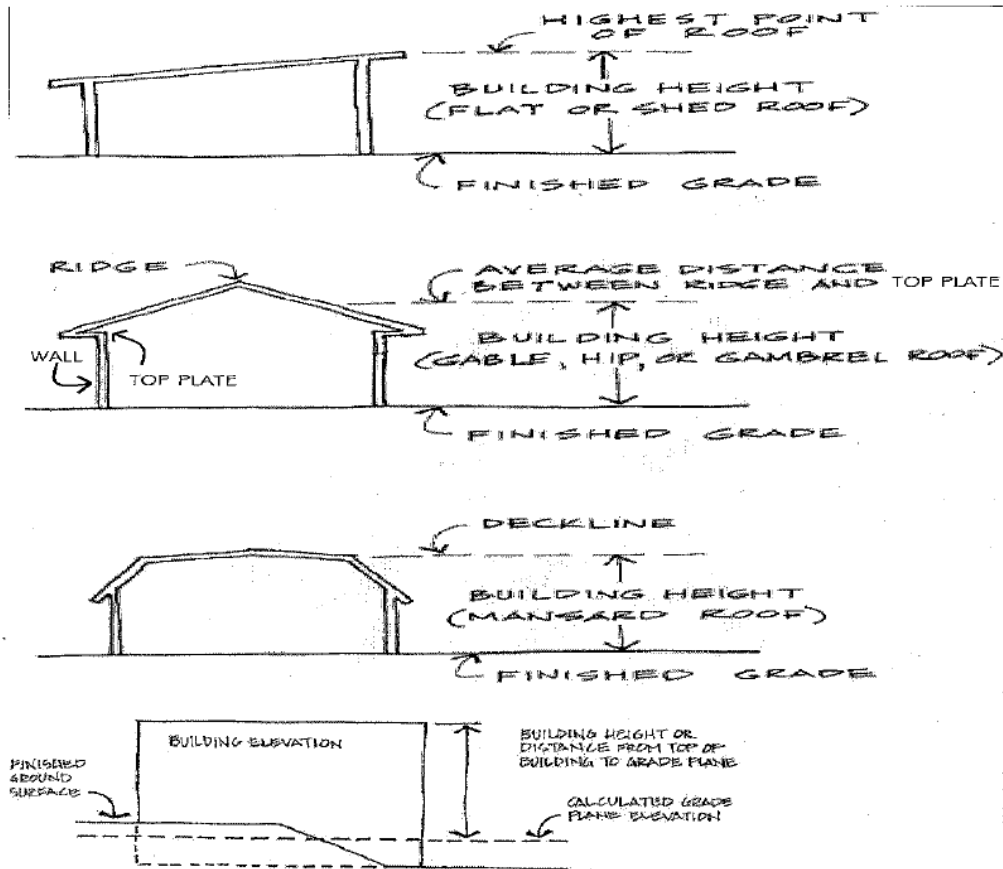 HIGHEST POINT
OF ROOF
BUILDING HEIGHT
(FLAT OR SHED ROOF)
FINISHED GRADE
RIDGE
AVERAGE DISTANCE
BETWEEN RIDGE AND TOP PLATE
WALL
TOP PLATE
BUILDING HEIGHT
(GABLE, HIP, OR GAMBREL ROOF)
FINISHED GRADE
DECKLINE
BUILDING HEIGHT
(MANSARD ROOF)
FINISHED GRADE
BUILDING ELEVATION
FINISHED
GROUND
SURFACE
BUILDING HEIGHT OR
DISTANCE FROM TOP OF
BUILDING TO GRADE PLANE
CALCULATED GRADE
PLANE ELEVATION